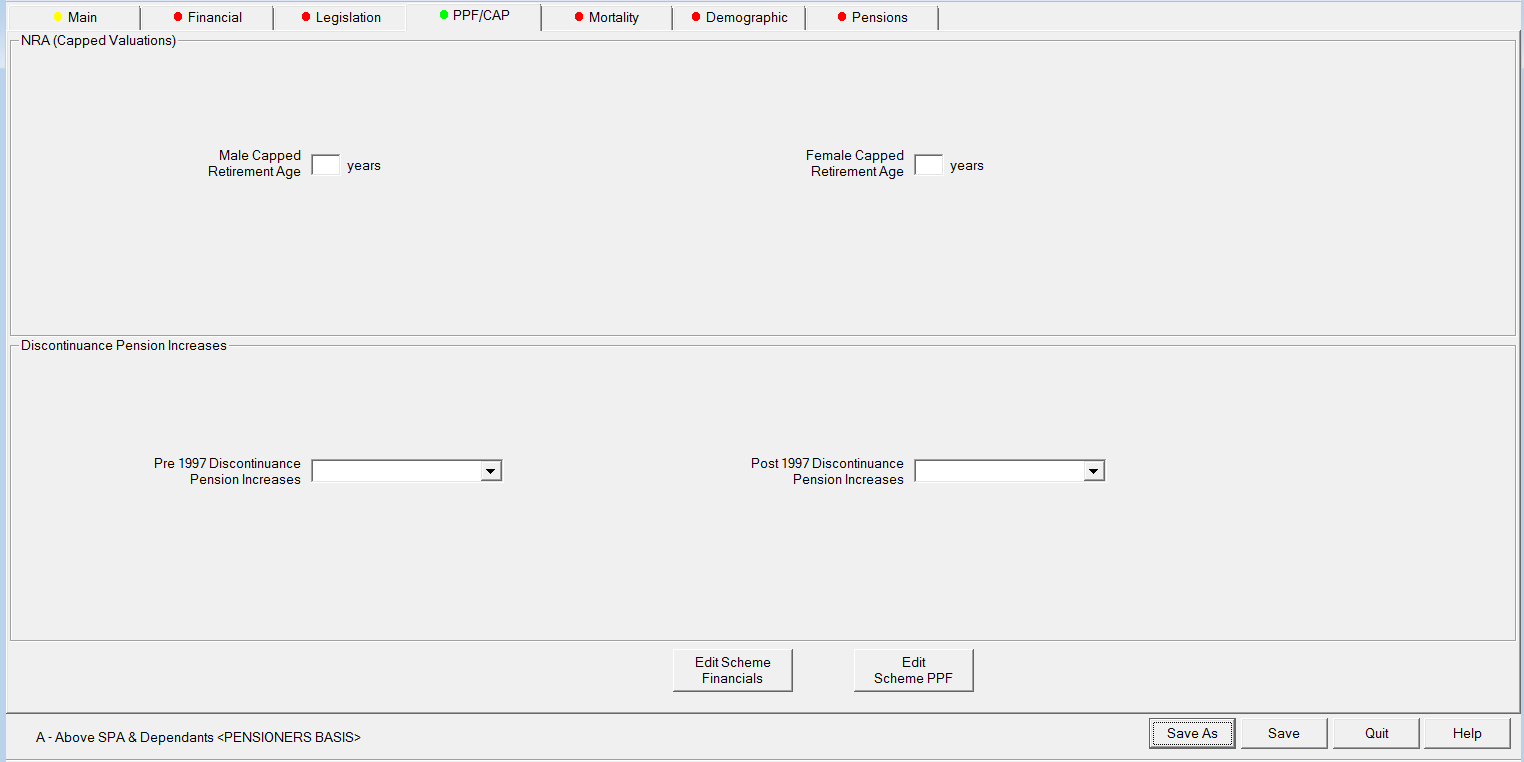 Main
Financial
Legislation
PPF/CAP
Mortality
Demographic
Pensions
NRA (Capped Valuations)
Male Capped
Retirement Age
years
Female Capped
Retirement Age
years
Discontinuance Pension Increases
Pre 1997 Discontinuance
Pension Increases
Post 1997 Discontinuance
Pension Increases
Edit Scheme
Financials
Edit
Scheme PPF
A - Above SPA & Dependants <PENSIONERS BASIS>
Save As
Save
Quit
Help